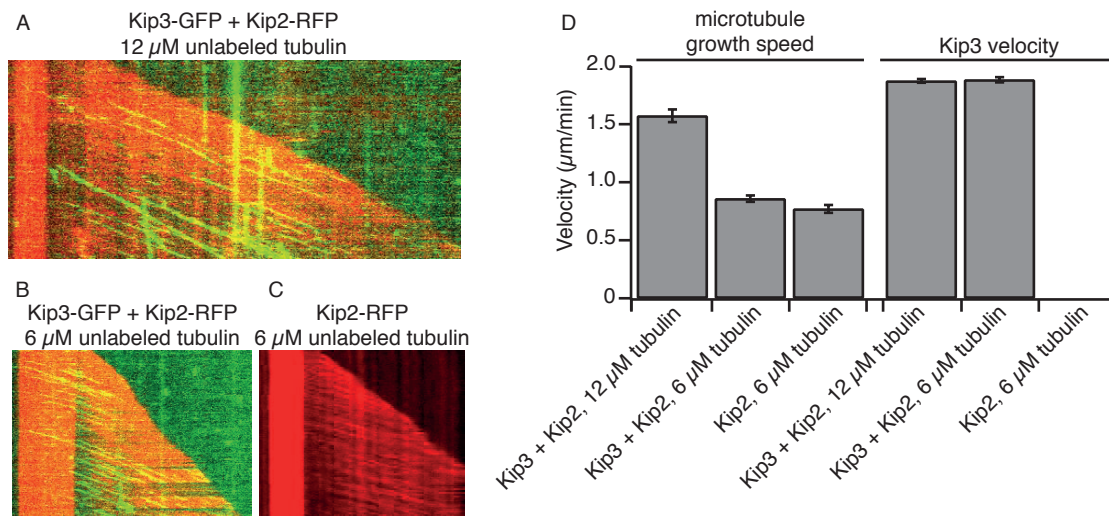 A
Kip3-GFP + Kip2-RFP
12 µM unlabeled tubulin
B
Kip3-GFP + Kip2-RFP
6 µM unlabeled tubulin
C
Kip2-RFP
6 µM unlabeled tubulin
D
microtubule
growth speed
Kip3 velocity
Velocity (µm/min)
2.0
1.5
1.0
0.5
0
Kip3 + Kip2, 12 µM tubulin
Kip3 + Kip2, 6 µM tubulin
Kip2, 6 µM tubulin
Kip3 + Kip2, 12 µM tubulin
Kip3 + Kip2, 6 µM tubulin
Kip2, 6 µM tubulin